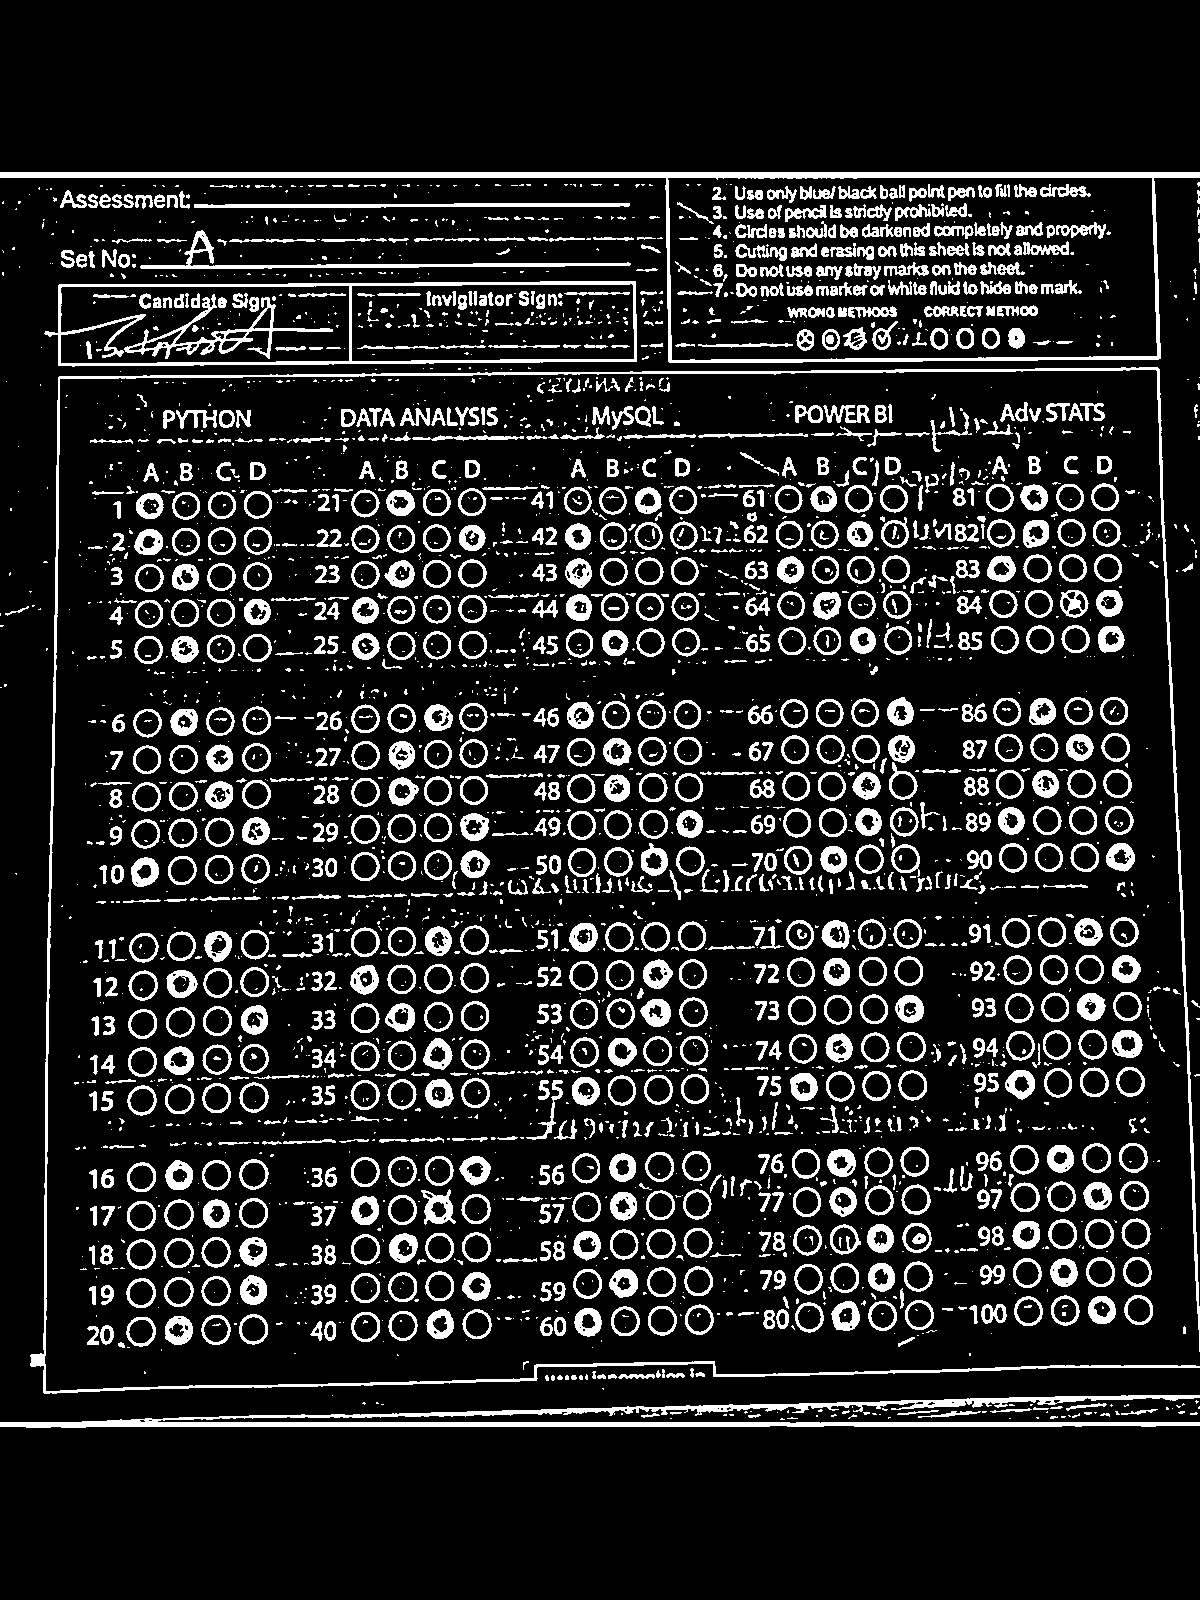 Assessment:
Set No: A
Candidate Sign:
Invigilator Sign:
2. Use only blue/ black ball point pen to fill the circles.
3. Use of pencil is strictly prohibited.
4. Circles should be darkened completely and properly.
5. Cutting and erasing on this sheet is not allowed.
6. Do not use any stray marks on the sheet.
7. Do not use marker or white fluid to hide the mark.
WRONG METHODS CORRECT METHOD
PYTHON DATA ANALYSIS MySQL POWER BI Adv STATS
A B C D A B C D A B C D A B C D A B C D
1 21 41 61 81
2 22 42 62 82
3 23 43 63 83
4 24 44 64 84
5 25 45 65 85
6 26 46 66 86
7 27 47 67 87
8 28 48 68 88
9 29 49 69 89
10 30 50 70 90
11 31 51 71 91
12 32 52 72 92
13 33 53 73 93
14 34 54 74 94
15 35 55 75 95
16 36 56 76 96
17 37 57 77 97
18 38 58 78 98
19 39 59 79 99
20 40 60 80 100